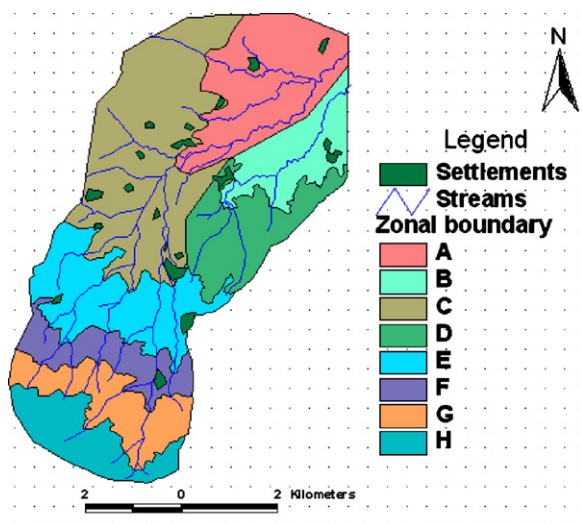 N
Legend
Settlements
Streams
Zonal boundary
A
B
C
D
E
F
G
H
2 0 2 Kilometers